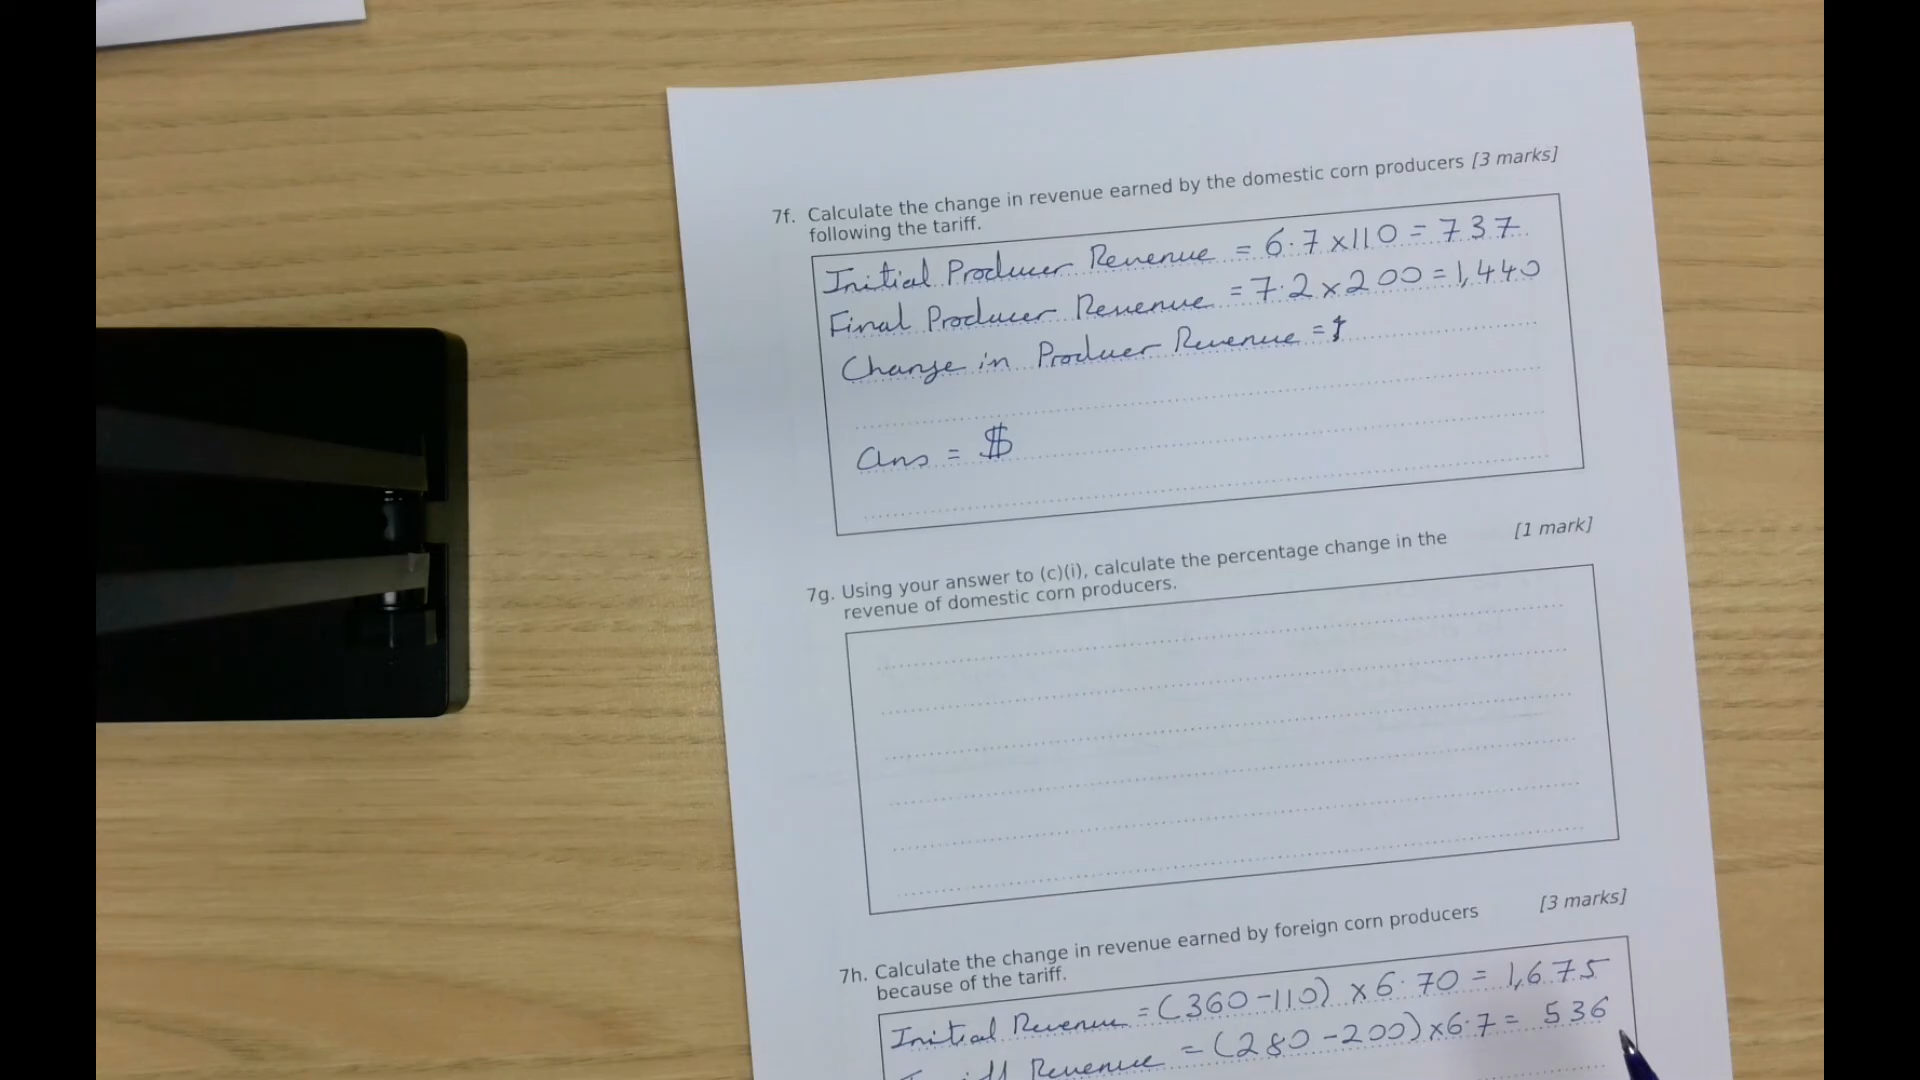 7f. Calculate the change in revenue earned by the domestic corn producers [3 marks]
following the tariff.
Initial Producer Revenue = 6.7 x 110 = 737
Final Producer Revenue = 7.2 x 200 = 1,440
Change in Producer Revenue =
ans = $
7g. Using your answer to (c)(i), calculate the percentage change in the [1 mark]
revenue of domestic corn producers.
7h. Calculate the change in revenue earned by foreign corn producers [3 marks]
because of the tariff.
Initial Revenue = (360-110) x 6.70 = 1,675
Revenue = (280-200) x 6.7 = 536